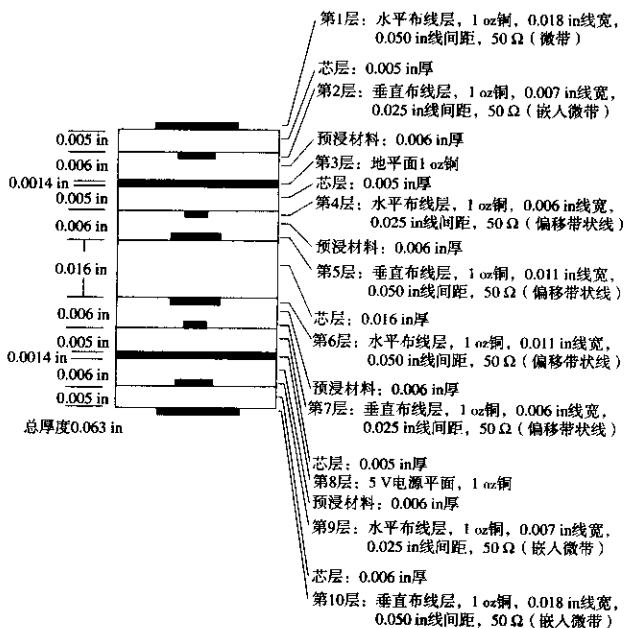 第1层：水平布线层，1 oz铜，0.018 in线宽，
0.050 in线间距，50 Ω（微带）
芯层：0.005 in厚
第2层：垂直布线层，1 oz铜，0.007 in线宽，
0.025 in线间距，50 Ω（嵌入微带）
预浸材料：0.006 in厚
第3层：地平面1 oz铜
芯层：0.005 in厚
第4层：水平布线层，1 oz铜，0.006 in线宽，
0.025 in线间距，50 Ω（偏移带状线）
预浸材料：0.006 in厚
第5层：垂直布线层，1 oz铜，0.011 in线宽，
0.050 in线间距，50 Ω（偏移带状线）
芯层：0.016 in厚
第6层：水平布线层，1 oz铜，0.011 in线宽，
0.050 in线间距，50 Ω（偏移带状线）
预浸材料：0.006 in厚
第7层：垂直布线层，1 oz铜，0.006 in线宽，
0.025 in线间距，50 Ω（偏移带状线）
芯层：0.005 in厚
第8层：5 V电源平面，1 oz铜
预浸材料：0.006 in厚
第9层：水平布线层，1 oz铜，0.007 in线宽，
0.025 in线间距，50 Ω（嵌入微带）
芯层：0.006 in厚
第10层：垂直布线层，1 oz铜，0.018 in线宽，
0.050 in线间距，50 Ω（嵌入微带）
0.005 in
0.006 in
0.0014 in
0.005 in
0.006 in
0.016 in
0.006 in
0.005 in
0.0014 in
0.006 in
0.005 in
总厚度0.063 in